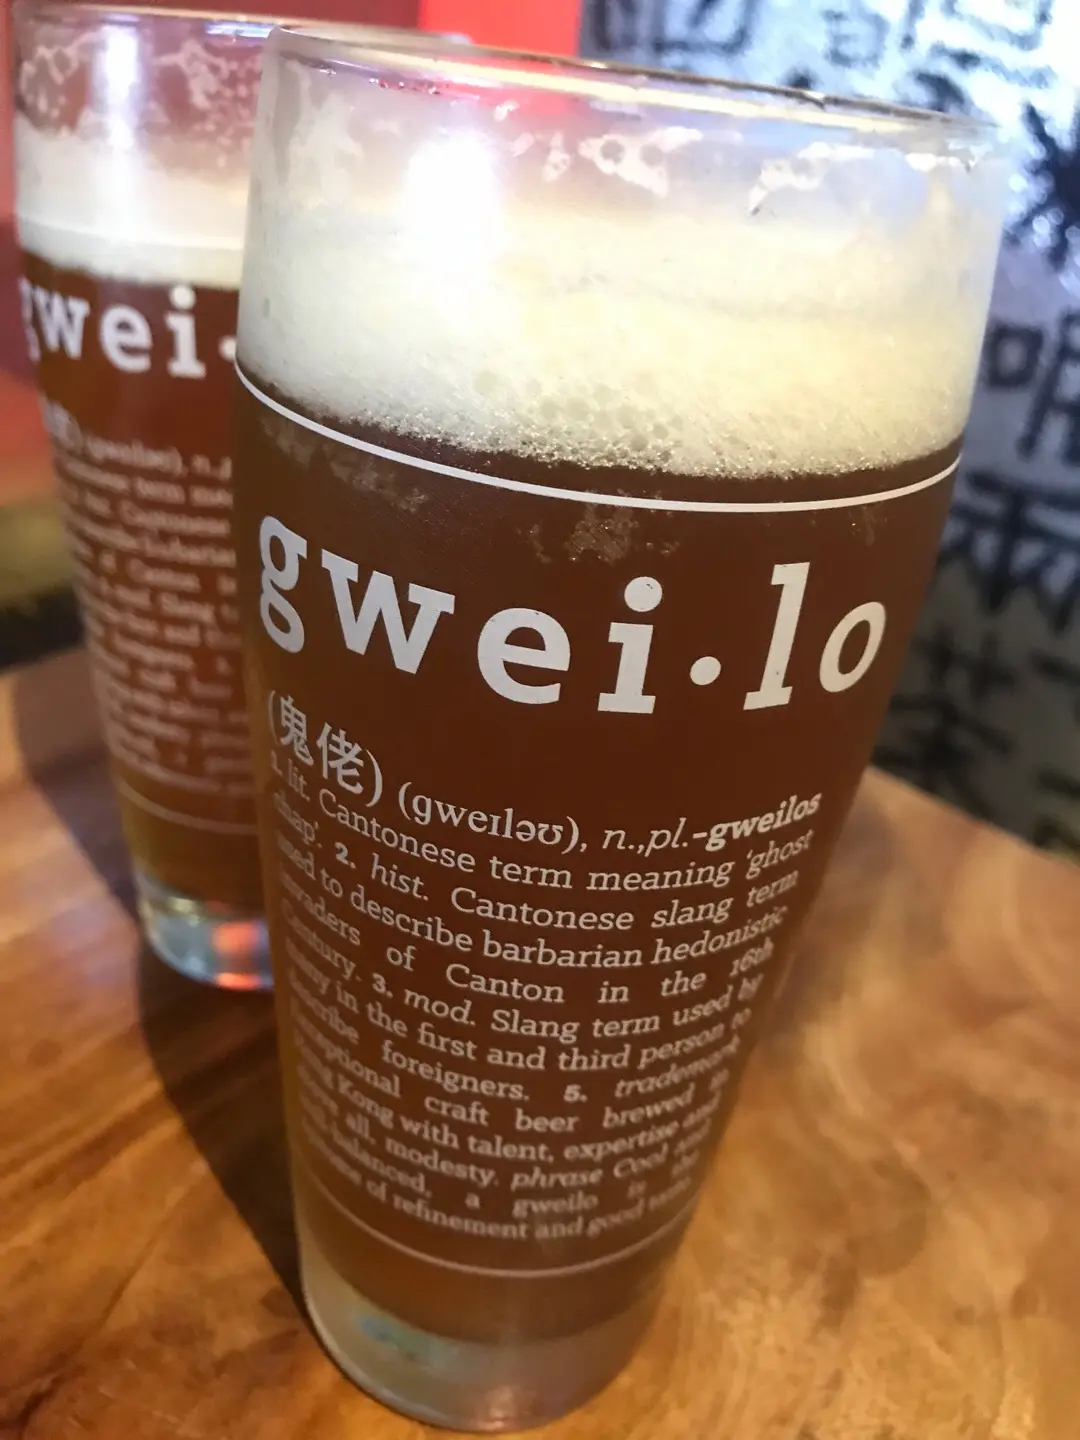 gwei·lo
(鬼佬) (gweɪləʊ), n.,pl.-gweilos
1. lit. Cantonese term meaning 'ghost
chap'. 2. hist. Cantonese slang term
used to describe barbarian hedonistic
invaders of Canton in the 16th
Century. 3. mod. Slang term used by
many in the first and third person to
describe foreigners. 5. trademark
exceptional craft beer brewed in
Hong Kong with talent, expertise and
above all, modesty. phrase Cool and
well-balanced, a gweilo is the
of refinement and good taste.
gwei·
(gweɪləʊ), n.,